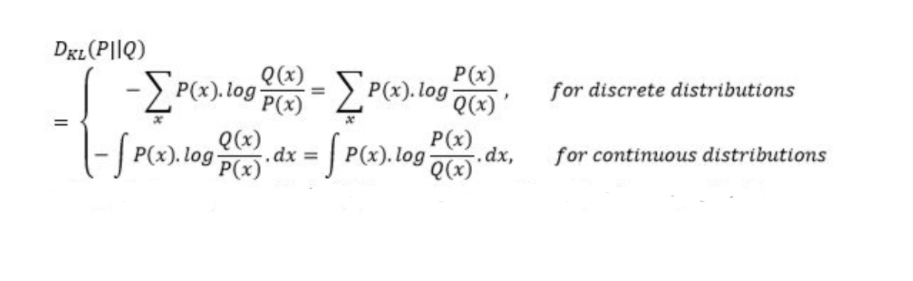 D_KL(P||Q)
= { -∑_x P(x). log Q(x)/P(x) = ∑_x P(x). log P(x)/Q(x) , for discrete distributions
-∫ P(x). log Q(x)/P(x) . dx = ∫ P(x). log P(x)/Q(x) . dx, for continuous distributions